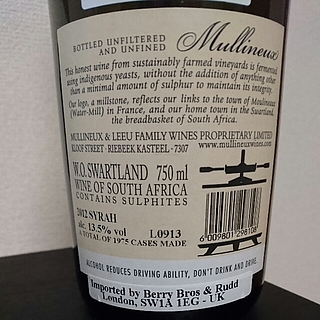 BOTTLED UNFILTERED
AND UNFINED
Mullineux
This honest wine from sustainably farmed vineyards is fermented
using indigenous yeasts, without the addition of anything other
than a minimal amount of sulphur to maintain its integrity.
Our logo, a millstone, reflects our links to the town of Moulineux
(Water-Mill) in France, and our home town in the Swartland,
the breadbasket of South Africa.
MULLINEUX & LEEU FAMILY WINES PROPRIETARY LIMITED
KLOOF STREET · RIEBEEK KASTEEL · 7307
www.mullineuxwines.com
W.O. SWARTLAND 750 ml
WINE OF SOUTH AFRICA
CONTAINS SULPHITES
2012 SYRAH
alc. 13.5% vol L0913
A TOTAL OF 1975 CASES MADE
6 009801 298108
ALCOHOL REDUCES DRIVING ABILITY, DON'T DRINK AND DRIVE.
Imported by Berry Bros & Rudd
London, SW1A 1EG - UK